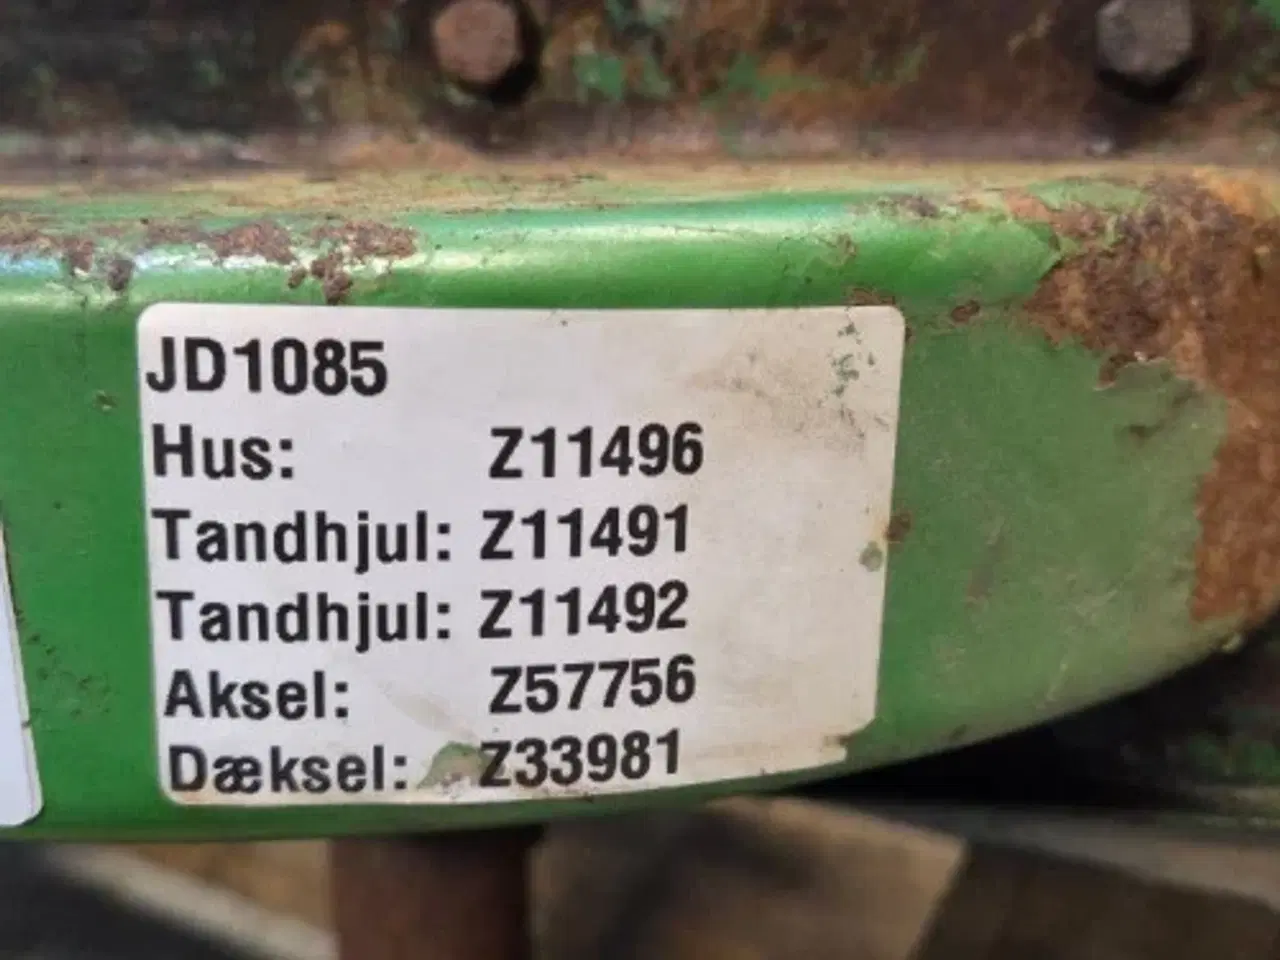 JD1085
Hus: Z11496
Tandhjul: Z11491
Tandhjul: Z11492
Aksel: Z57756
Dæksel: Z33981